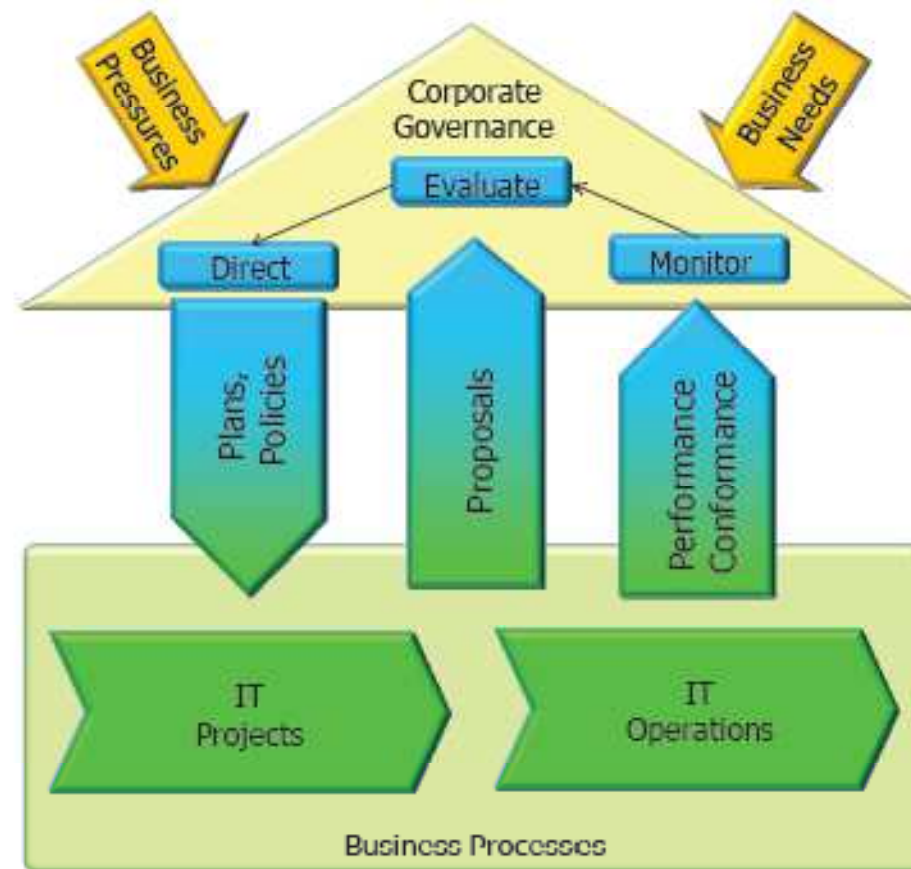 Business
Pressures
Business
Needs
Corporate
Governance
Evaluate
Direct
Monitor
Plans,
Policies
Proposals
Performance
Conformance
IT
Projects
IT
Operations
Business Processes